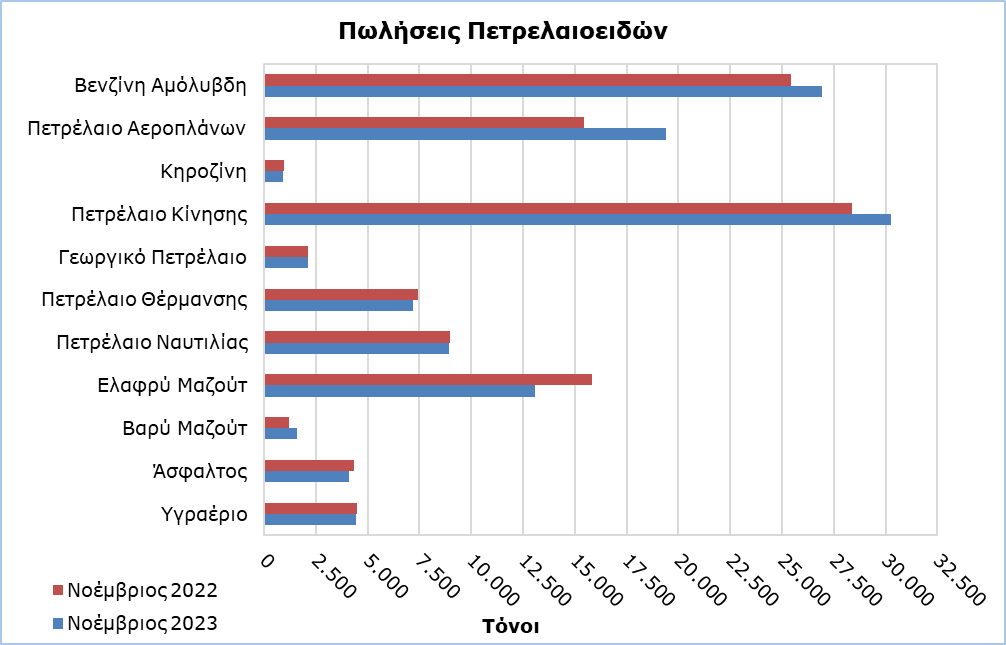 Πωλήσεις Πετρελαιοειδών
Βενζίνη Αμόλυβδη
Πετρέλαιο Αεροπλάνων
Κηροζίνη
Πετρέλαιο Κίνησης
Γεωργικό Πετρέλαιο
Πετρέλαιο Θέρμανσης
Πετρέλαιο Ναυτιλίας
Ελαφρύ Μαζούτ
Βαρύ Μαζούτ
Άσφαλτος
Υγραέριο
0 2.500 5.000 7.500 10.000 12.500 15.000 17.500 20.000 22.500 25.000 27.500 30.000 32.500
Τόνοι
Νοέμβριος 2022
Νοέμβριος 2023